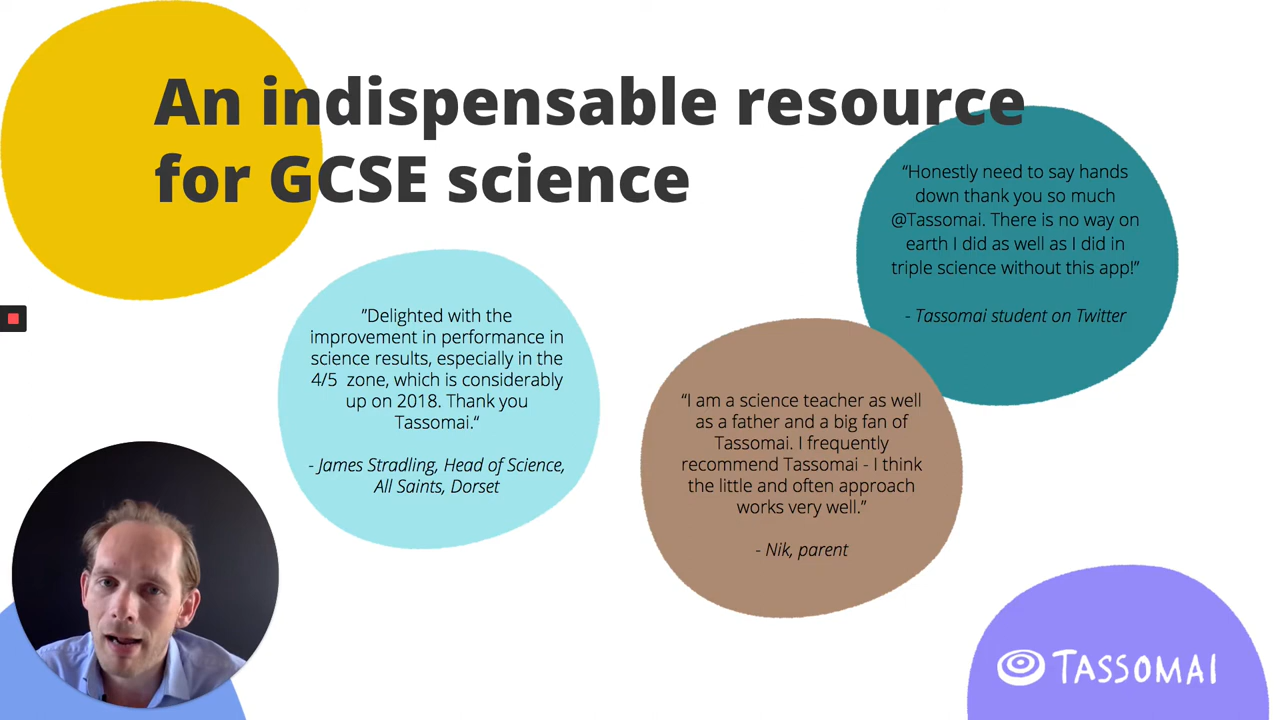 An indispensable resource
for GCSE science
“Honestly need to say hands
down thank you so much
@Tassomai. There is no way on
earth I did as well as I did in
triple science without this app!”
- Tassomai student on Twitter
”Delighted with the
improvement in performance in
science results, especially in the
4/5 zone, which is considerably
up on 2018. Thank you
Tassomai.“
- James Stradling, Head of Science,
All Saints, Dorset
“I am a science teacher as well
as a father and a big fan of
Tassomai. I frequently
recommend Tassomai - I think
the little and often approach
works very well.”
- Nik, parent
TASSOMAI